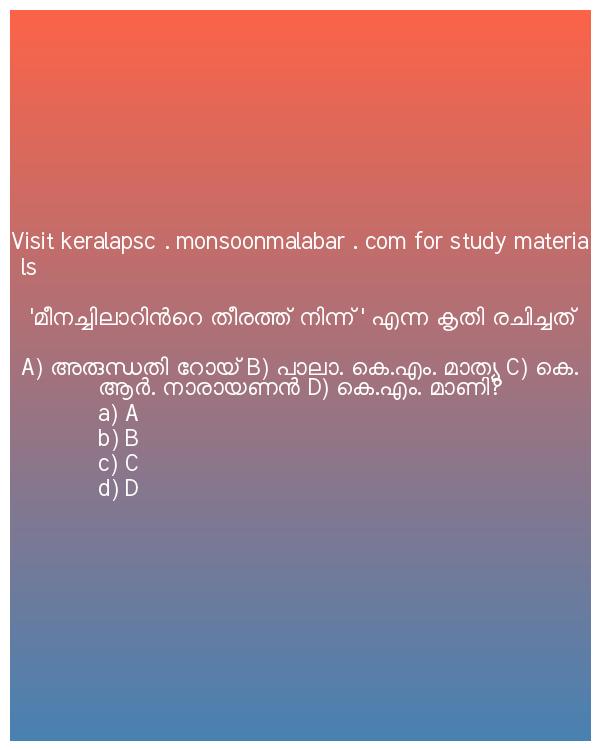 Visit keralapsc . monsoonmalabar . com for study materia
ls
'മീനച്ചിലാറിൻറെ തീരത്ത് നിന്ന് ' എന്ന കൃതി രചിച്ചത്
A) അരുന്ധതി റോയ് B) പാലാ. കെ.എം. മാത്യു C) കെ.
ആർ. നാരായണൻ D) കെ.എം. മാണി?
a) A
b) B
c) C
d) D